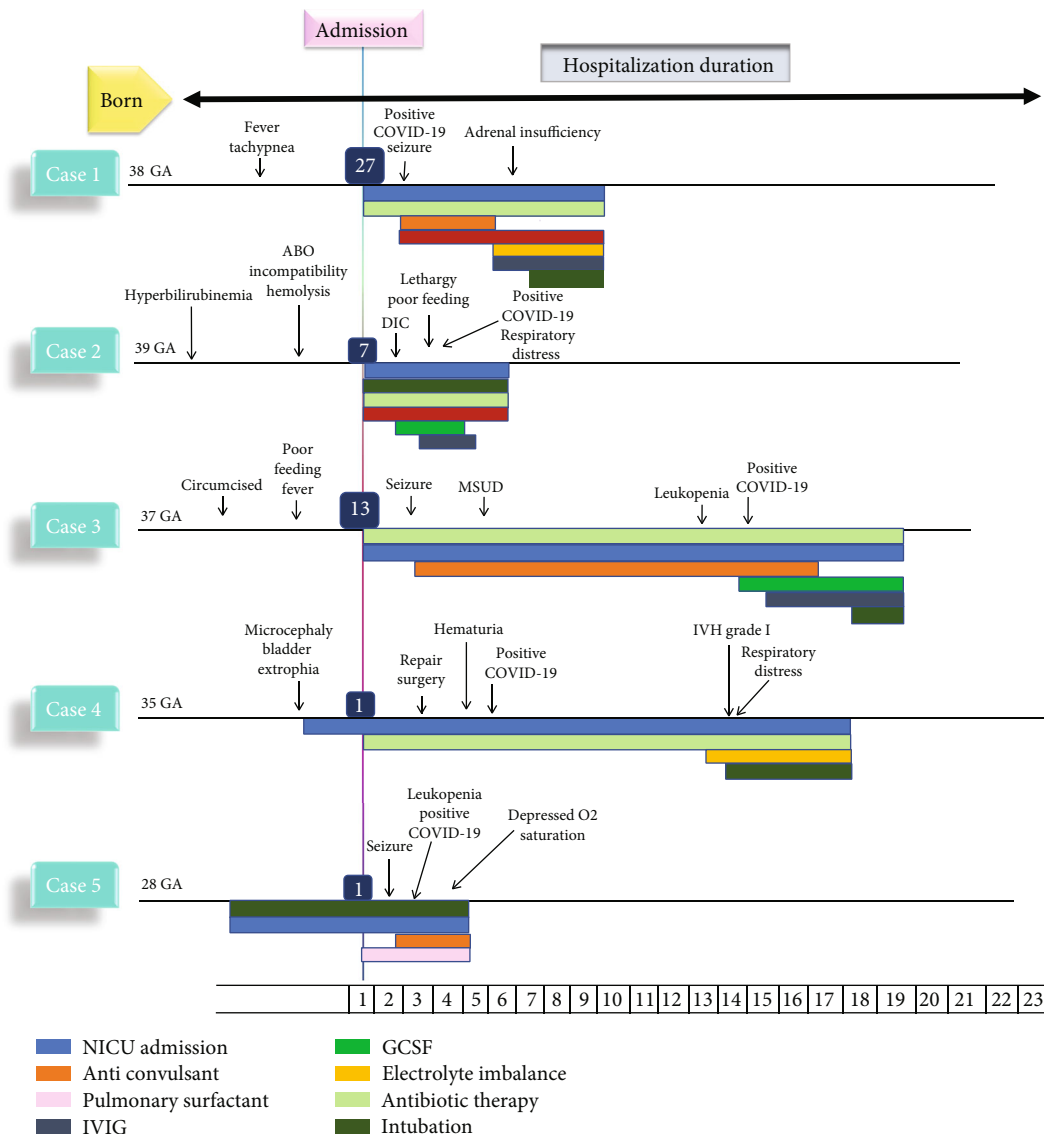 Admission
Hospitalization duration
Born
Fever
tachypnea
Positive
COVID-19
seizure
Adrenal insufficiency
Case 1
38 GA
27
Hyperbilirubinemia
ABO
incompatibility
hemolysis
DIC
Lethargy
poor feeding
Positive
COVID-19
Respiratory
distress
Case 2
39 GA
7
Circumcised
Poor
feeding
fever
Seizure
MSUD
Leukopenia
Positive
COVID-19
Case 3
37 GA
13
Microcephaly
bladder
extrophia
Repair
surgery
Hematuria
Positive
COVID-19
IVH grade I
Respiratory
distress
Case 4
35 GA
1
Seizure
Leukopenia
positive
COVID-19
Depressed O2
saturation
Case 5
28 GA
1
1 2 3 4 5 6 7 8 9 10 11 12 13 14 15 16 17 18 19 20 21 22 23
NICU admission
Anti convulsant
Pulmonary surfactant
IVIG
GCSF
Electrolyte imbalance
Antibiotic therapy
Intubation